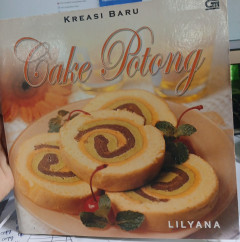 KREASI BARU
Cake Potong
LILYANA